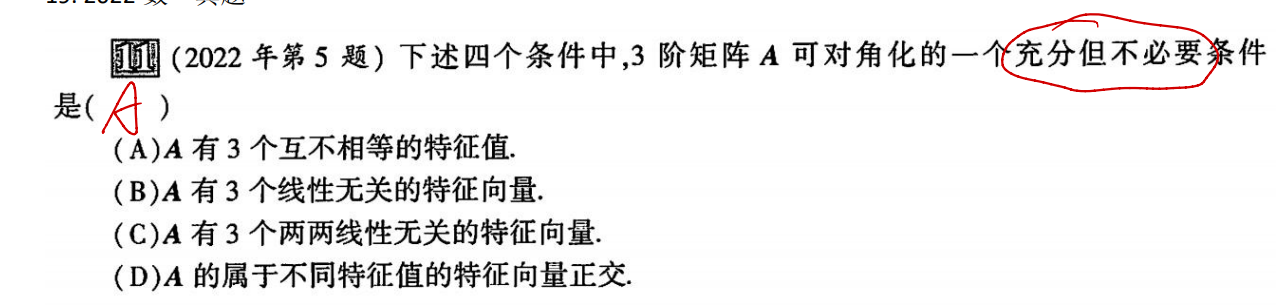 11 (2022 年第 5 题) 下述四个条件中,3 阶矩阵 A 可对角化的一个充分但不必要条件
是( A )
(A)A 有 3 个互不相等的特征值.
(B)A 有 3 个线性无关的特征向量.
(C)A 有 3 个两两线性无关的特征向量.
(D)A 的属于不同特征值的特征向量正交.